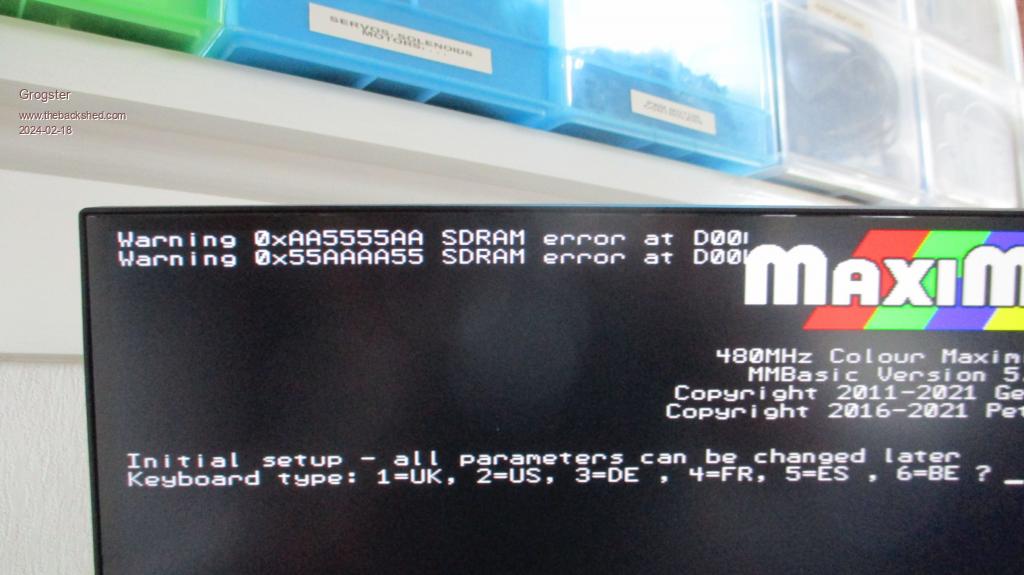 SERVOS, SOLENOIDS
MOTORS....
Grogster
www.thebackshed.com
2024-02-18
Warning 0xAA5555AA SDRAM error at D00
Warning 0x55AAAA55 SDRAM error at D00
MAXIM
480MHz Colour Maxim
MMBasic Version 5.
Copyright 2011-2021 Ge
Copyright 2016-2021 Pet
Initial setup - all parameters can be changed later
Keyboard type: 1=UK, 2=US, 3=DE , 4=FR, 5=ES , 6=BE ? _